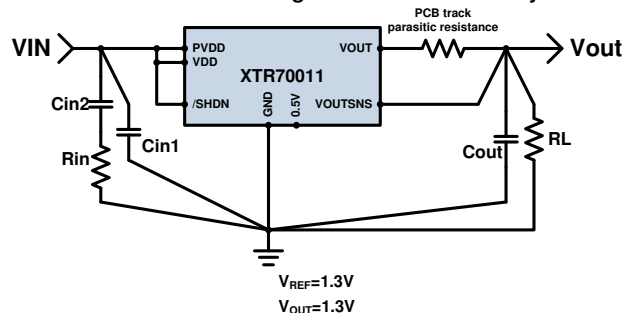 PCB track
parasitic resistance
VIN
PVDD
VDD
VOUT
Vout
XTR70011
/SHDN
GND
0.5V
VOUTSNS
Cin2
Cin1
Rin
Cout
RL
VREF=1.3V
VOUT=1.3V